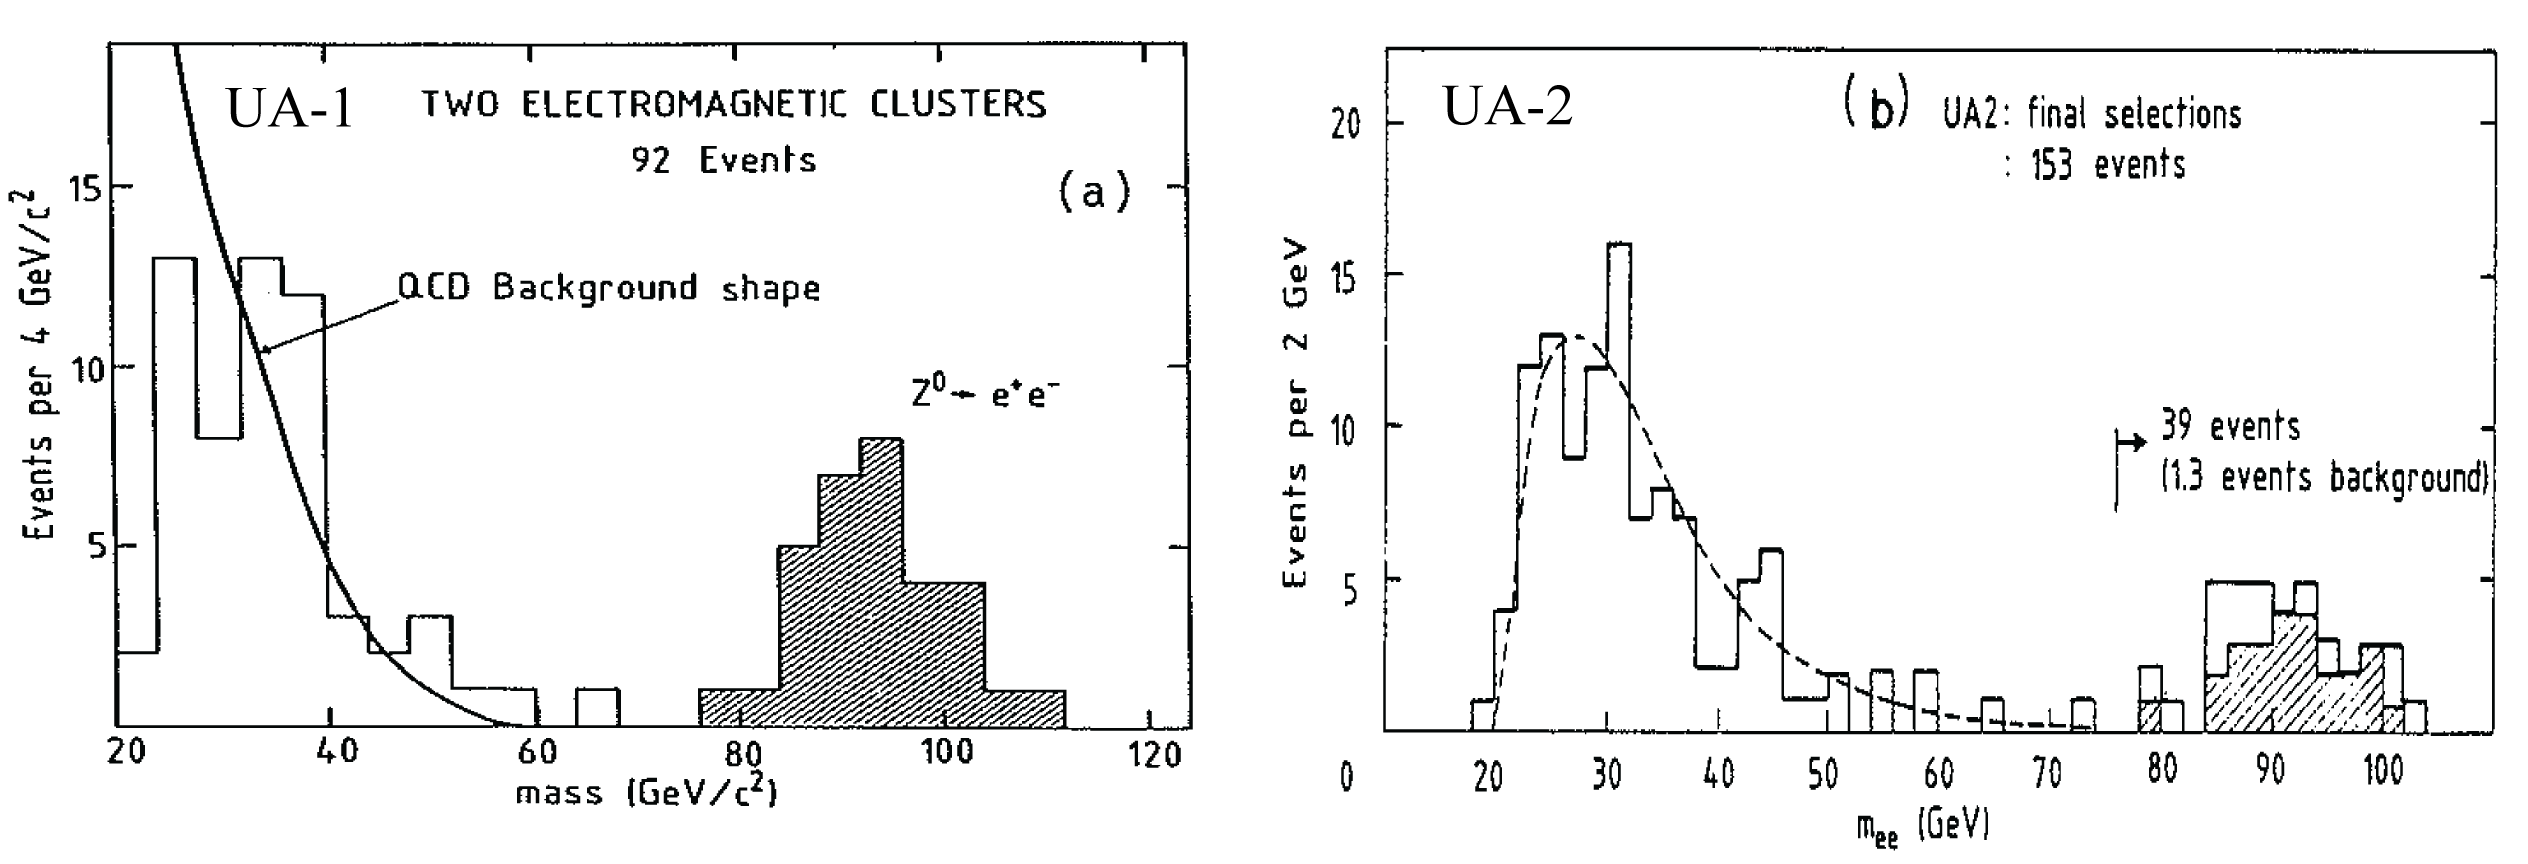 UA-1
TWO ELECTROMAGNETIC CLUSTERS
92 Events
(a)
Events per 4 GeV/c²
15
10
5
QCD Background shape
Z⁰ → e⁺e⁻
20 40 60 80 100 120
mass (GeV/c²)
UA-2
(b)
UA2: final selections
: 153 events
Events per 2 GeV
20
15
10
5
39 events
(1.3 events background)
0 20 30 40 50 60 70 80 90 100
mₑₑ (GeV)